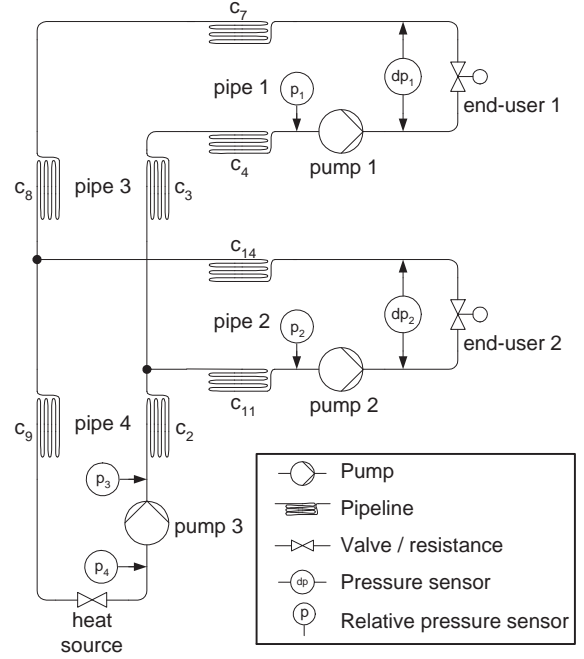 c₇
pipe 1
p₁
dp₁
end-user 1
c₄
pump 1
c₈
pipe 3
c₃
c₁₄
pipe 2
p₂
dp₂
end-user 2
c₁₁
pump 2
c₉
pipe 4
c₂
p₃
pump 3
p₄
heat
source
Pump
Pipeline
Valve / resistance
dp
Pressure sensor
p
Relative pressure sensor